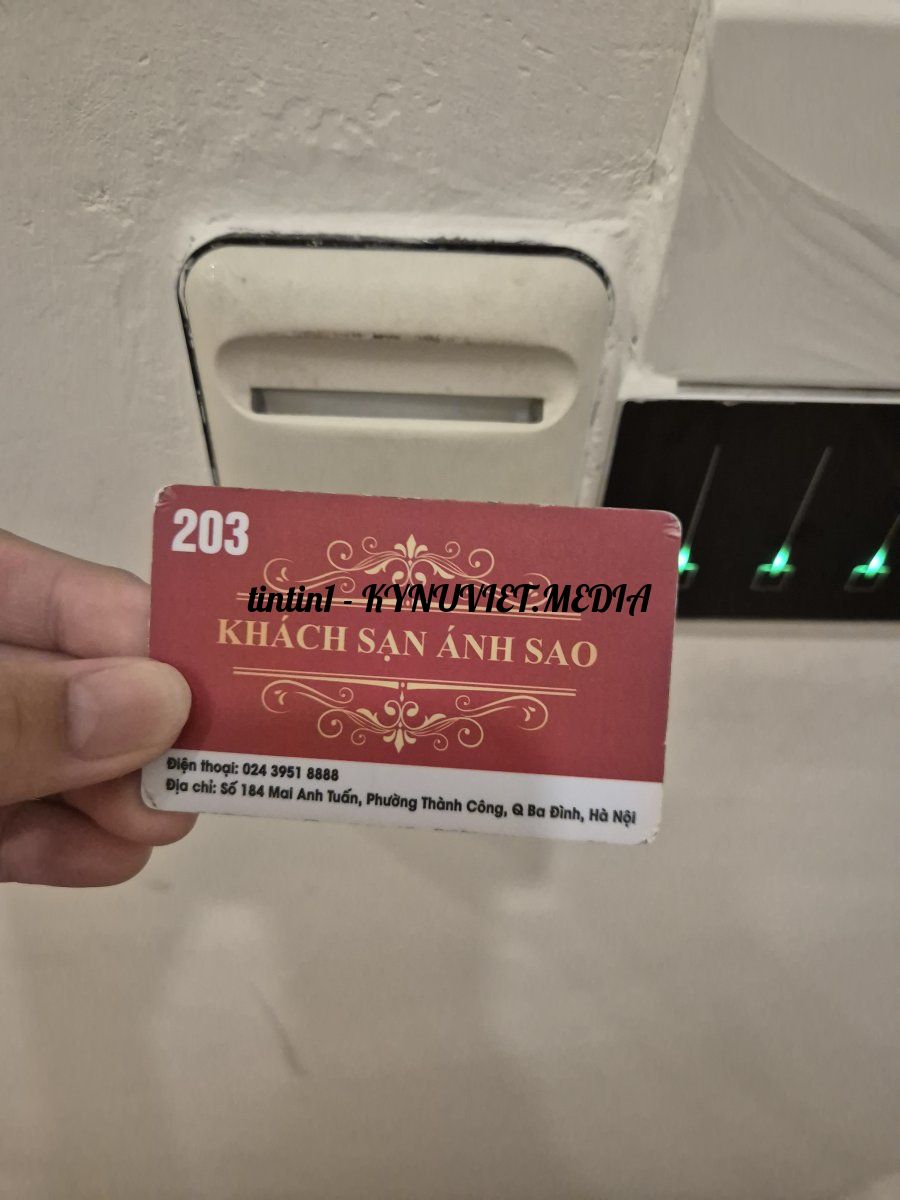 203
tintin1 - KYNUVIET.MEDIA
KHÁCH SẠN ÁNH SAO
Điện thoại: 024 3951 8888
Địa chỉ: Số 184 Mai Anh Tuấn, Phường Thành Công, Q Ba Đình, Hà Nội